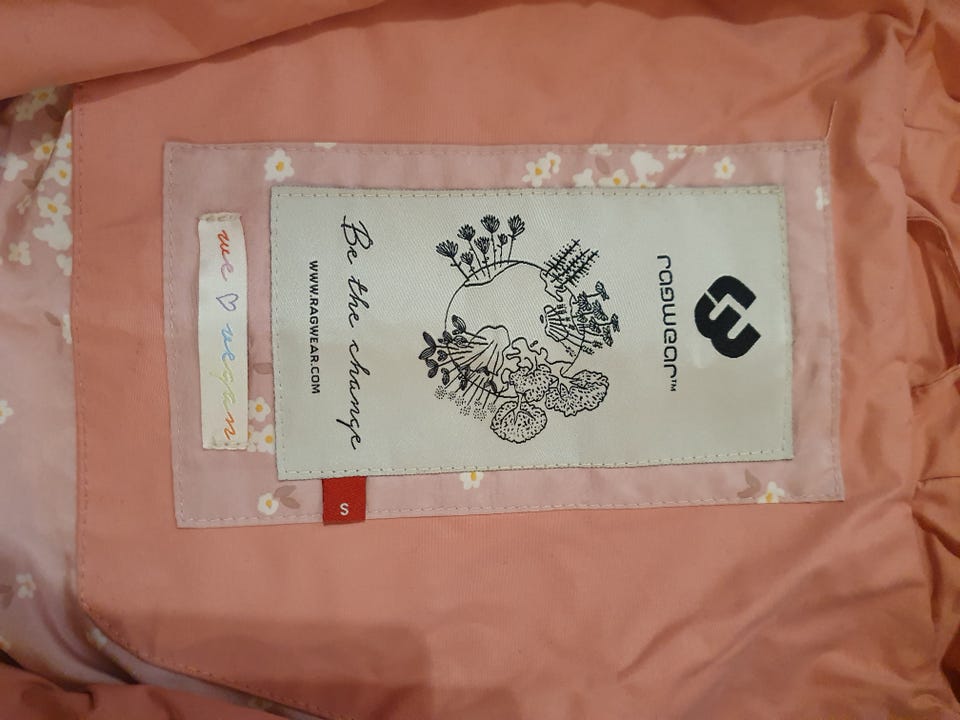 ragwear™
Be the change
WWW.RAGWEAR.COM
S
we ♡ vegan